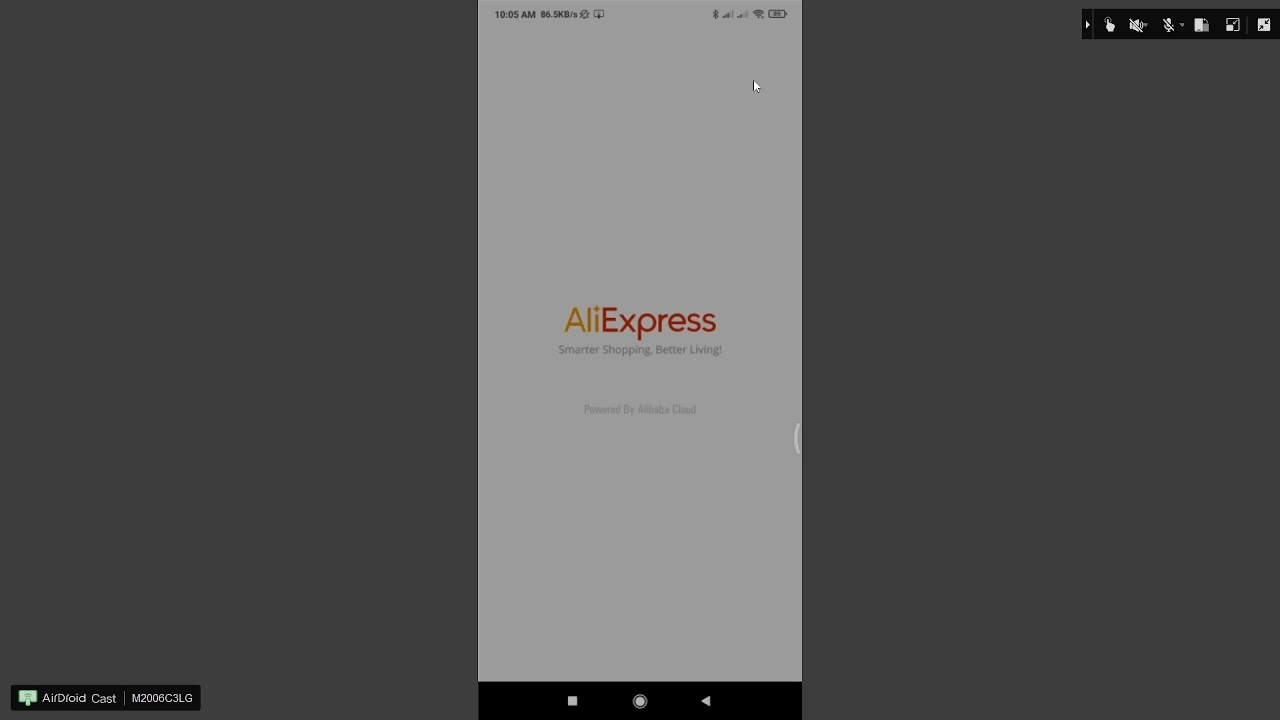 10:05 AM 86.5KB/s
AliExpress
Smarter Shopping, Better Living!
Powered By Alibaba Cloud
AirDroid Cast | M2006C3LG